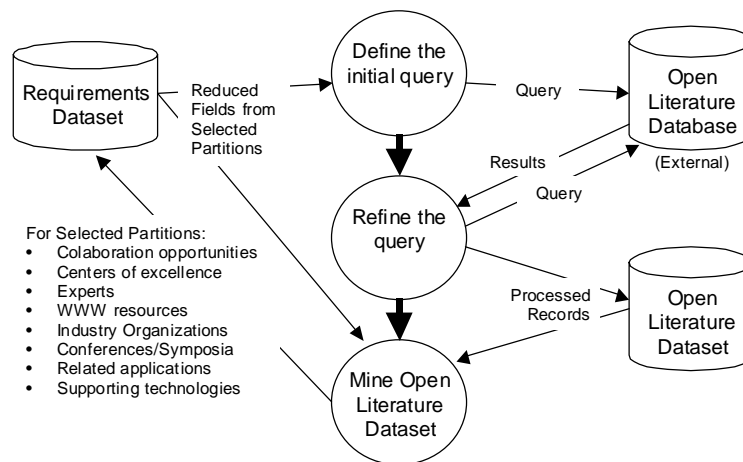 Define the
initial query
Requirements
Dataset
Reduced
Fields from
Selected
Partitions
Query
Open
Literature
Database
(External)
Results
Query
Refine the
query
For Selected Partitions:
• Colaboration opportunities
• Centers of excellence
• Experts
• WWW resources
• Industry Organizations
• Conferences/Symposia
• Related applications
• Supporting technologies
Processed
Records
Open
Literature
Dataset
Mine Open
Literature
Dataset